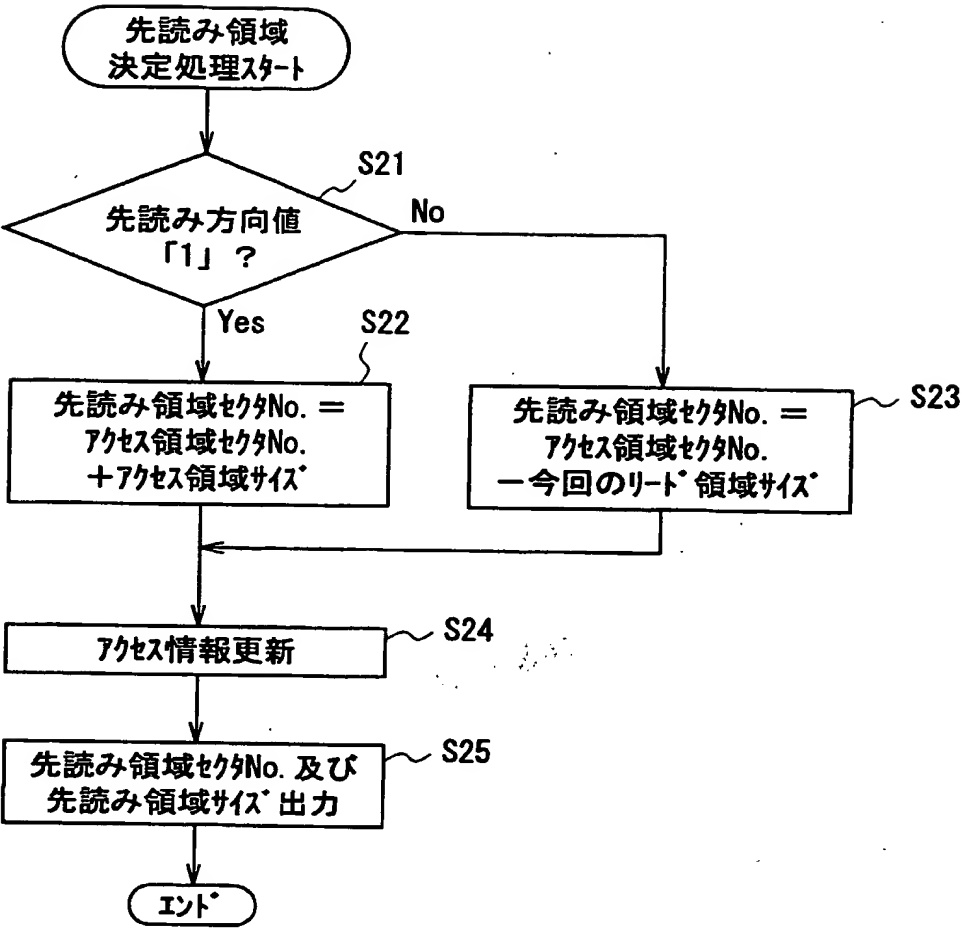 先読み領域
決定処理ｽﾀｰﾄ
S21
先読み方向値
「1」?
No
Yes
S22
先読み領域ｾｸﾀNo. =
ｱｸｾｽ領域ｾｸﾀNo.
+ｱｸｾｽ領域ｻｲｽﾞ
S23
先読み領域ｾｸﾀNo. =
ｱｸｾｽ領域ｾｸﾀNo.
－今回のﾘｰﾄﾞ領域ｻｲｽﾞ
S24
ｱｸｾｽ情報更新
S25
先読み領域ｾｸﾀNo. 及び
先読み領域ｻｲｽﾞ出力
ｴﾝﾄﾞ